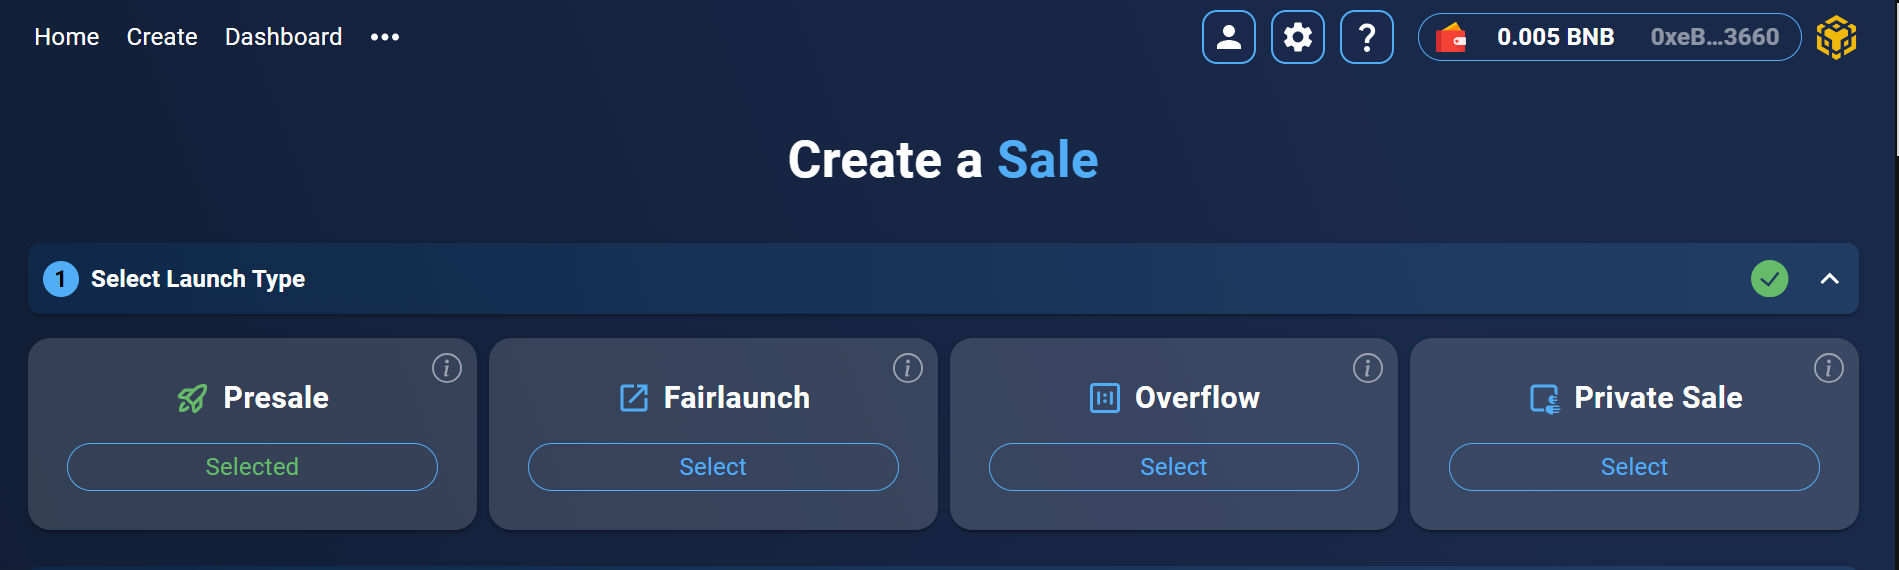 Home Create Dashboard ••• ? 0.005 BNB 0xeB...3660
Create a Sale
1 Select Launch Type
i i i i
Presale Fairlaunch Overflow Private Sale
Selected Select Select Select